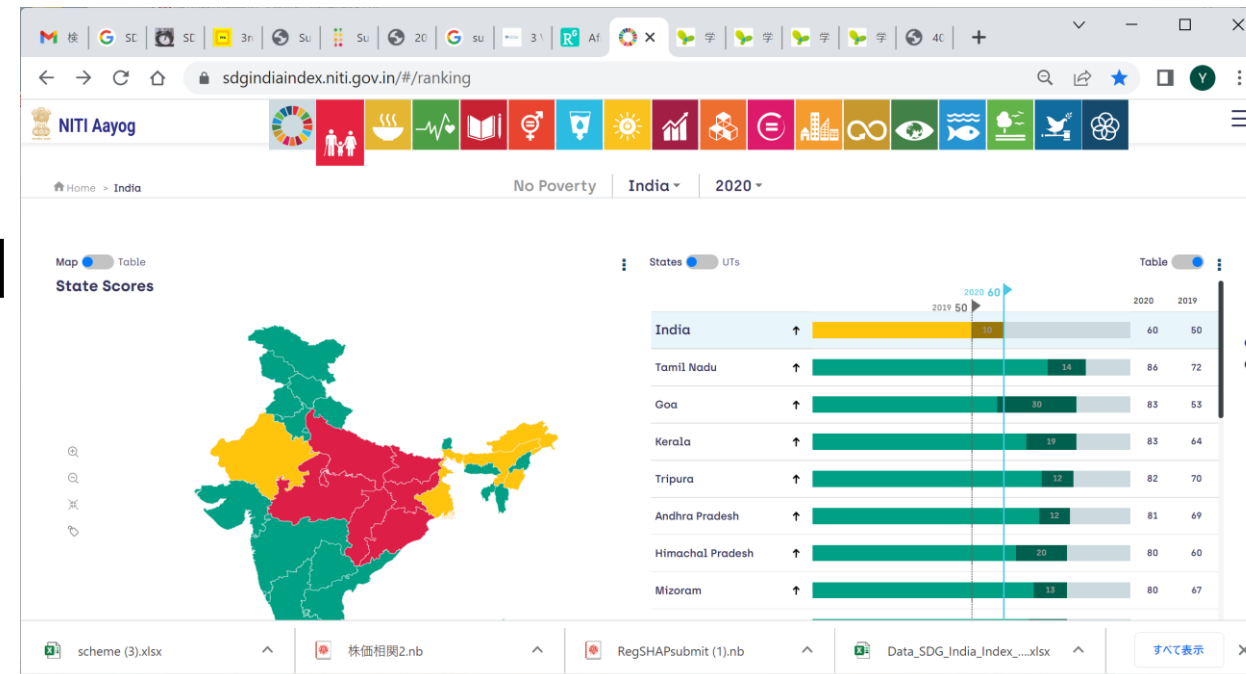 検 SD SD 3r Su Su 20 su 3 \ Af 学 学 学 学 40
sdgindiaindex.niti.gov.in/#/ranking Y
NITI Aayog
Home > India
No Poverty India 2020
Map Table
State Scores
States UTs Table
2020 60
2019 50
2020 2019
India 10 60 50
Tamil Nadu 14 86 72
Goa 30 83 53
Kerala 19 83 64
Tripura 12 82 70
Andhra Pradesh 12 81 69
Himachal Pradesh 20 80 60
Mizoram 13 80 67
scheme (3).xlsx 株価相関2.nb RegSHAPsubmit (1).nb Data_SDG_India_Index_....xlsx すべて表示